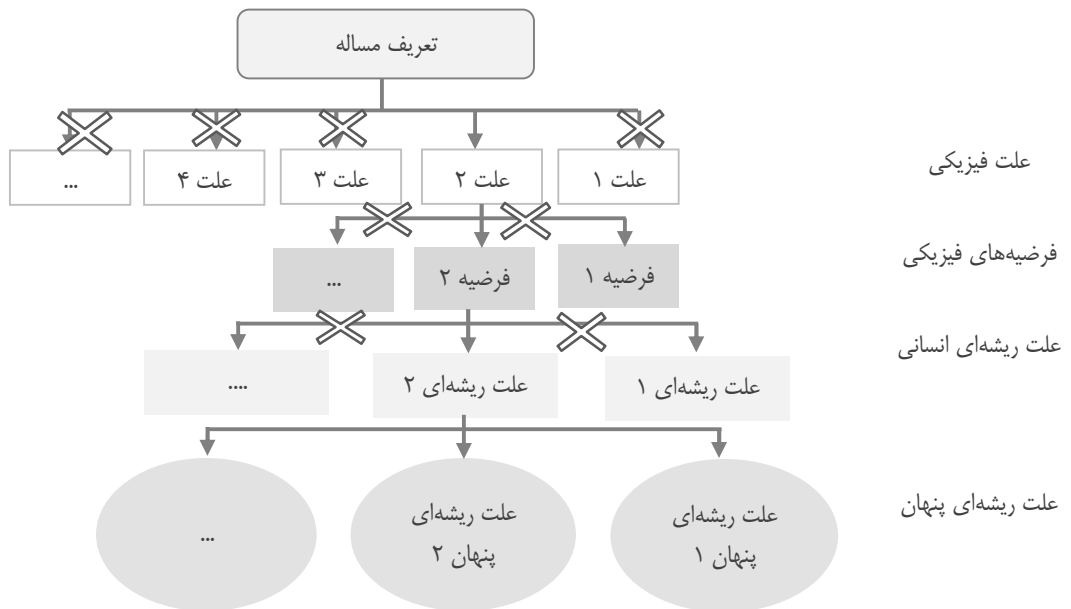 تعریف مساله
علت فیزیکی
علت ۱
علت ۲
علت ۳
علت ۴
...
فرضیه‌های فیزیکی
فرضیه ۱
فرضیه ۲
...
علت ریشه‌ای انسانی
علت ریشه‌ای ۱
علت ریشه‌ای ۲
....
علت ریشه‌ای پنهان
علت ریشه‌ای
پنهان ۱
علت ریشه‌ای
پنهان ۲
...